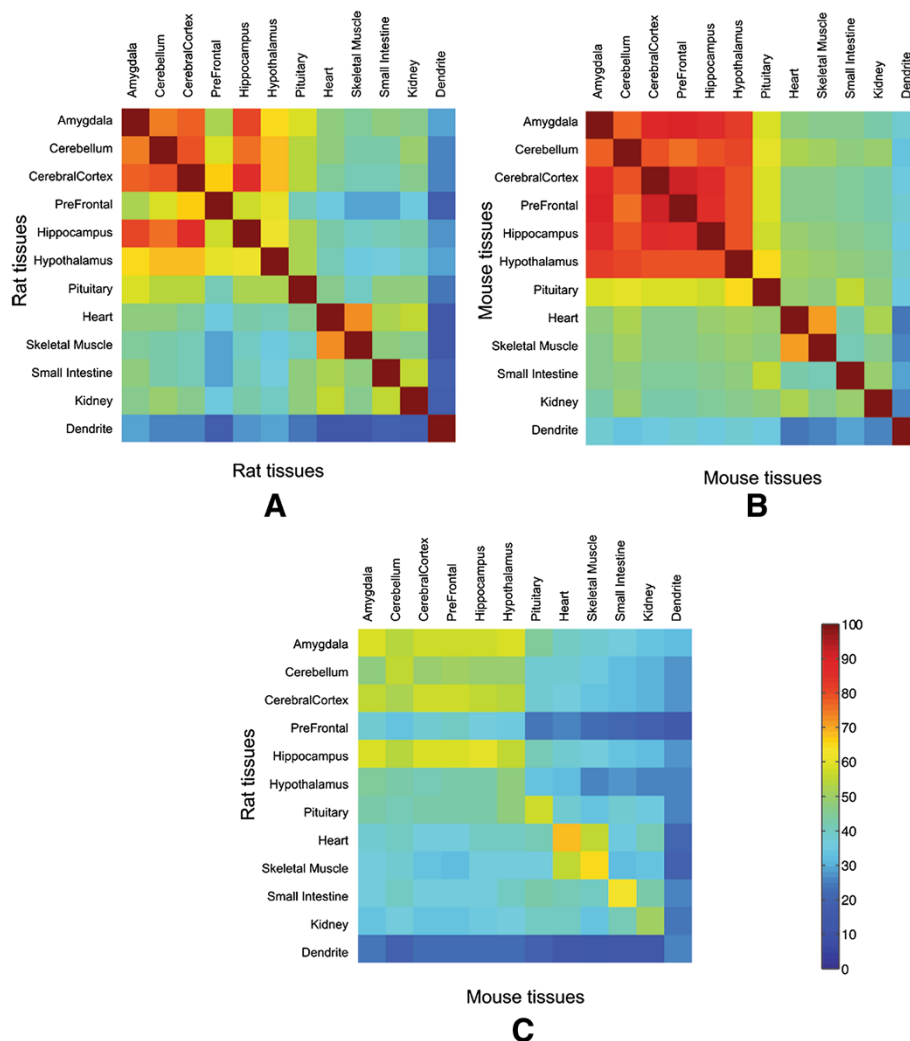 Amygdala
Cerebellum
CerebralCortex
PreFrontal
Hippocampus
Hypothalamus
Pituitary
Heart
Skeletal Muscle
Small Intestine
Kidney
Dendrite
Rat tissues
Amygdala
Cerebellum
CerebralCortex
PreFrontal
Hippocampus
Hypothalamus
Pituitary
Heart
Skeletal Muscle
Small Intestine
Kidney
Dendrite
Rat tissues
A
Amygdala
Cerebellum
CerebralCortex
PreFrontal
Hippocampus
Hypothalamus
Pituitary
Heart
Skeletal Muscle
Small Intestine
Kidney
Dendrite
Mouse tissues
Amygdala
Cerebellum
CerebralCortex
PreFrontal
Hippocampus
Hypothalamus
Pituitary
Heart
Skeletal Muscle
Small Intestine
Kidney
Dendrite
Mouse tissues
B
Amygdala
Cerebellum
CerebralCortex
PreFrontal
Hippocampus
Hypothalamus
Pituitary
Heart
Skeletal Muscle
Small Intestine
Kidney
Dendrite
Rat tissues
Amygdala
Cerebellum
CerebralCortex
PreFrontal
Hippocampus
Hypothalamus
Pituitary
Heart
Skeletal Muscle
Small Intestine
Kidney
Dendrite
Mouse tissues
C
100
90
80
70
60
50
40
30
20
10
0